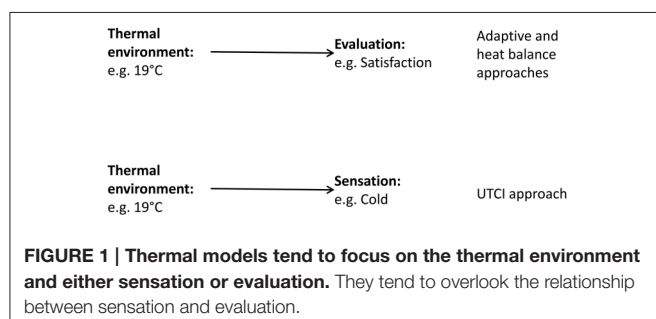 Thermal
environment:
e.g. 19°C
Evaluation:
e.g. Satisfaction
Adaptive and
heat balance
approaches
Thermal
environment:
e.g. 19°C
Sensation:
e.g. Cold
UTCI approach
FIGURE 1 | Thermal models tend to focus on the thermal environment
and either sensation or evaluation. They tend to overlook the relationship
between sensation and evaluation.